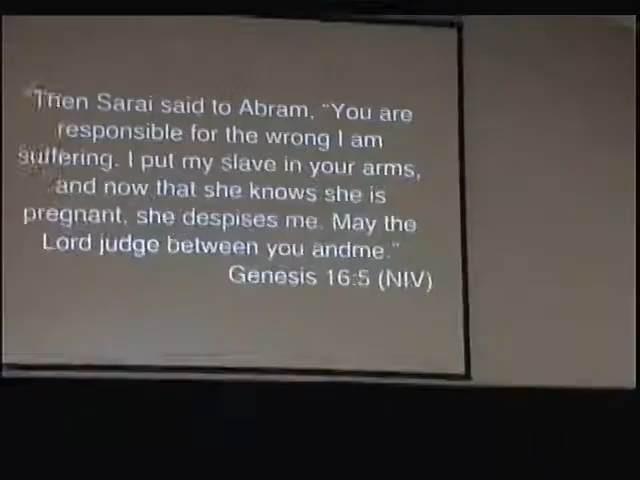 "Then Sarai said to Abram, "You are
responsible for the wrong I am
suffering. I put my slave in your arms,
and now that she knows she is
pregnant, she despises me. May the
Lord judge between you andme."
Genesis 16:5 (NIV)